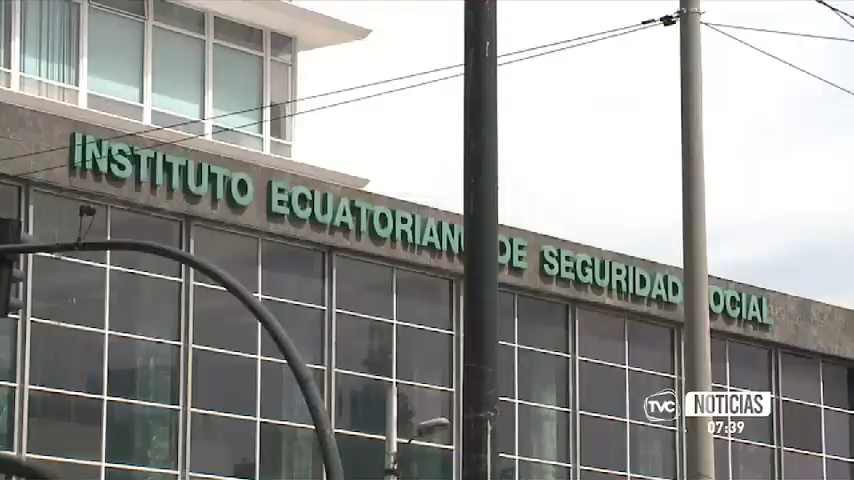 INSTITUTO ECUATORIANO DE SEGURIDAD SOCIAL
TVC NOTICIAS
07:39